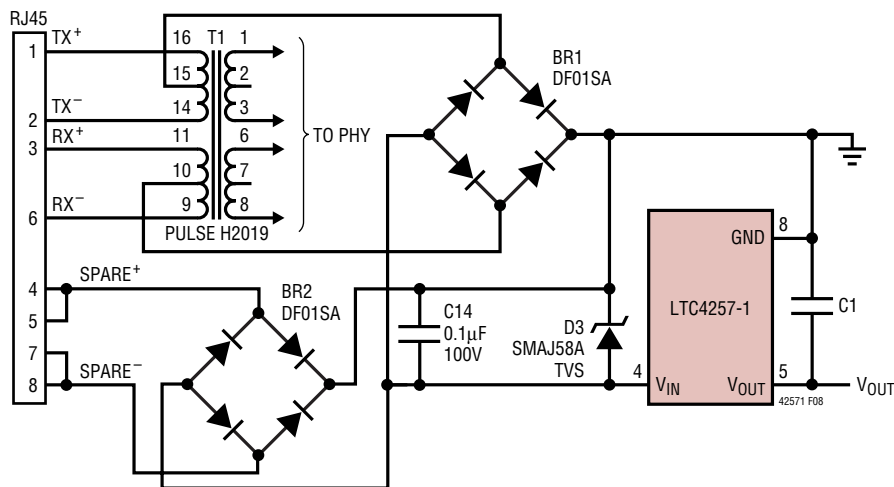 RJ45
1
TX+
2
TX−
3
RX+
6
RX−
4
SPARE+
5
7
8
SPARE−
16
T1
1
15
2
14
3
11
6
10
7
9
8
PULSE H2019
TO PHY
BR1
DF01SA
BR2
DF01SA
C14
0.1µF
100V
D3
SMAJ58A
TVS
GND
8
LTC4257-1
4
VIN
VOUT
5
C1
VOUT
42571 F08